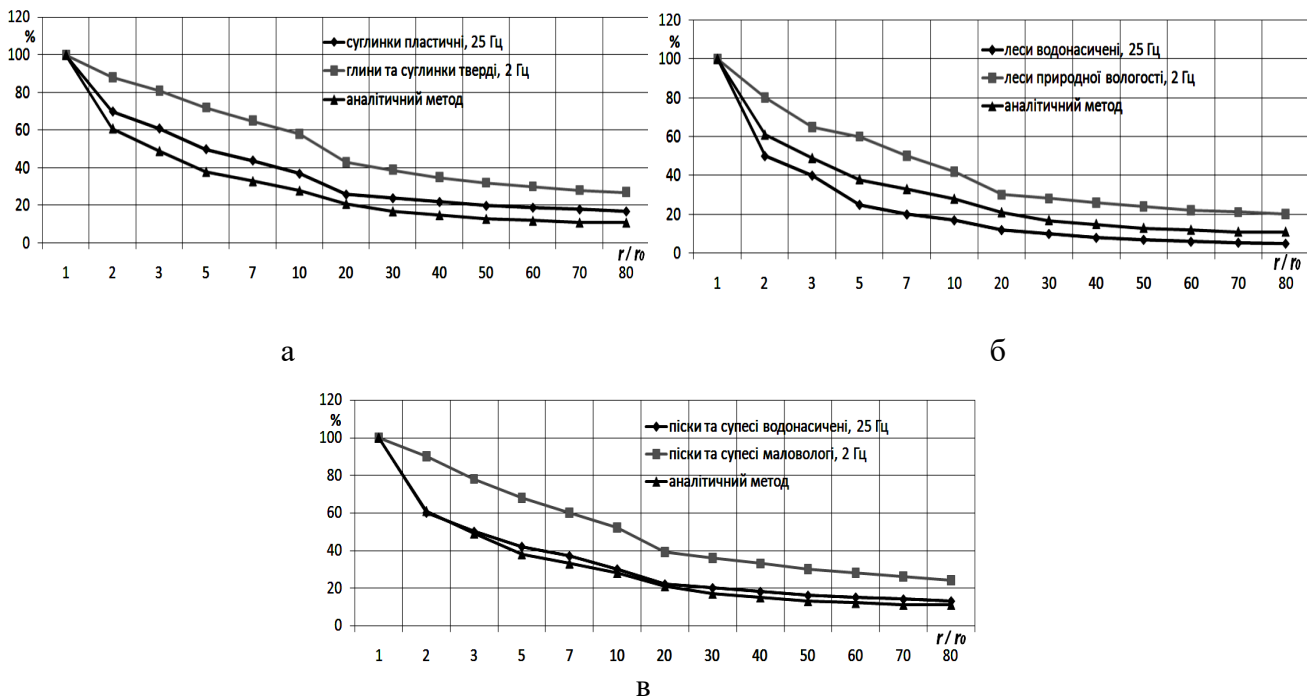 120
%
100
80
60
40
20
0
суглинки пластичні, 25 Гц
глини та суглинки тверді, 2 Гц
аналітичний метод
r / r₀
1 2 3 5 7 10 20 30 40 50 60 70 80
а
120
%
100
80
60
40
20
0
леси водонасичені, 25 Гц
леси природної вологості, 2 Гц
аналітичний метод
r / r₀
1 2 3 5 7 10 20 30 40 50 60 70 80
б
120
%
100
80
60
40
20
0
піски та супесі водонасичені, 25 Гц
піски та супесі маловологі, 2 Гц
аналітичний метод
r / r₀
1 2 3 5 7 10 20 30 40 50 60 70 80
в